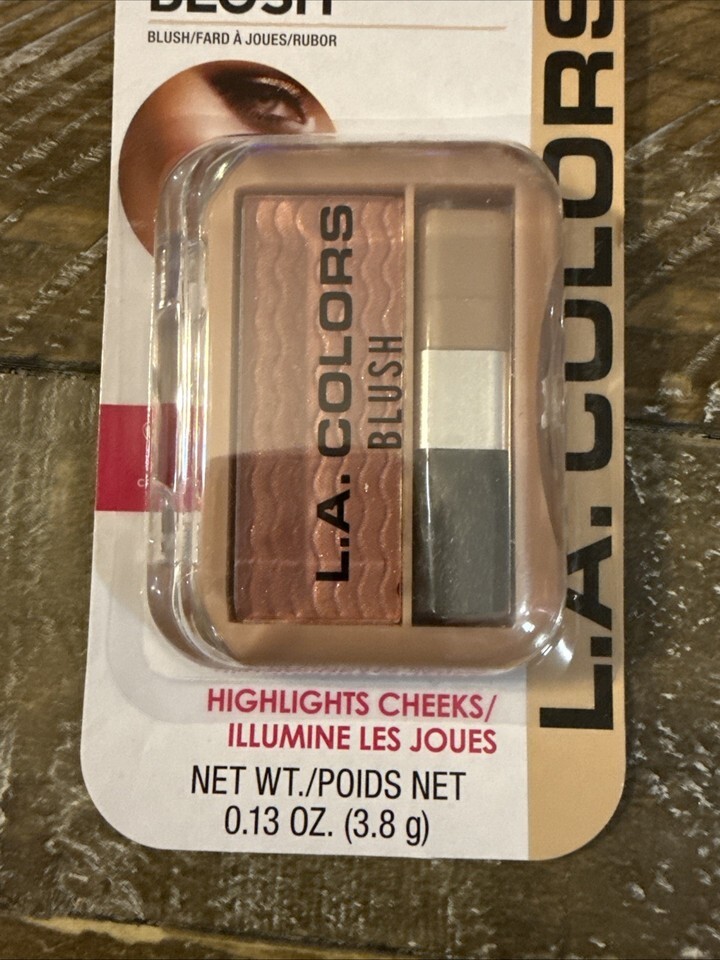 BLUSH
BLUSH/FARD À JOUES/RUBOR
L.A. COLORS
BLUSH
L.A. COLORS
HIGHLIGHTS CHEEKS/
ILLUMINE LES JOUES
NET WT./POIDS NET
0.13 OZ. (3.8 g)